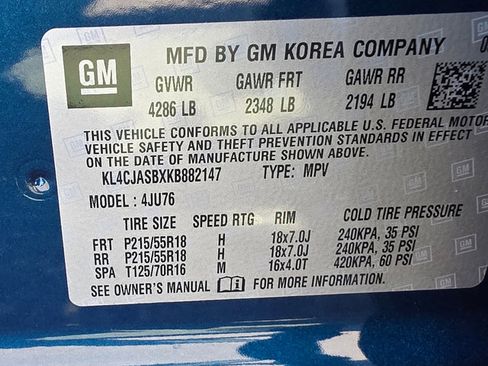 GM
MFD BY GM KOREA COMPANY
GVWR GAWR FRT GAWR RR
4286 LB 2348 LB 2194 LB
THIS VEHICLE CONFORMS TO ALL APPLICABLE U.S. FEDERAL MOTOR
VEHICLE SAFETY AND THEFT PREVENTION STANDARDS IN EFFECT
ON THE DATE OF MANUFACTURE SHOWN ABOVE.
KL4CJASBXKB882147 TYPE: MPV
MODEL : 4JU76
TIRE SIZE SPEED RTG RIM COLD TIRE PRESSURE
FRT P215/55R18 H 18x7.0J 240KPA, 35 PSI
RR P215/55R18 H 18x7.0J 240KPA, 35 PSI
SPA T125/70R16 M 16x4.0T 420KPA, 60 PSI
SEE OWNER'S MANUAL FOR MORE INFORMATION